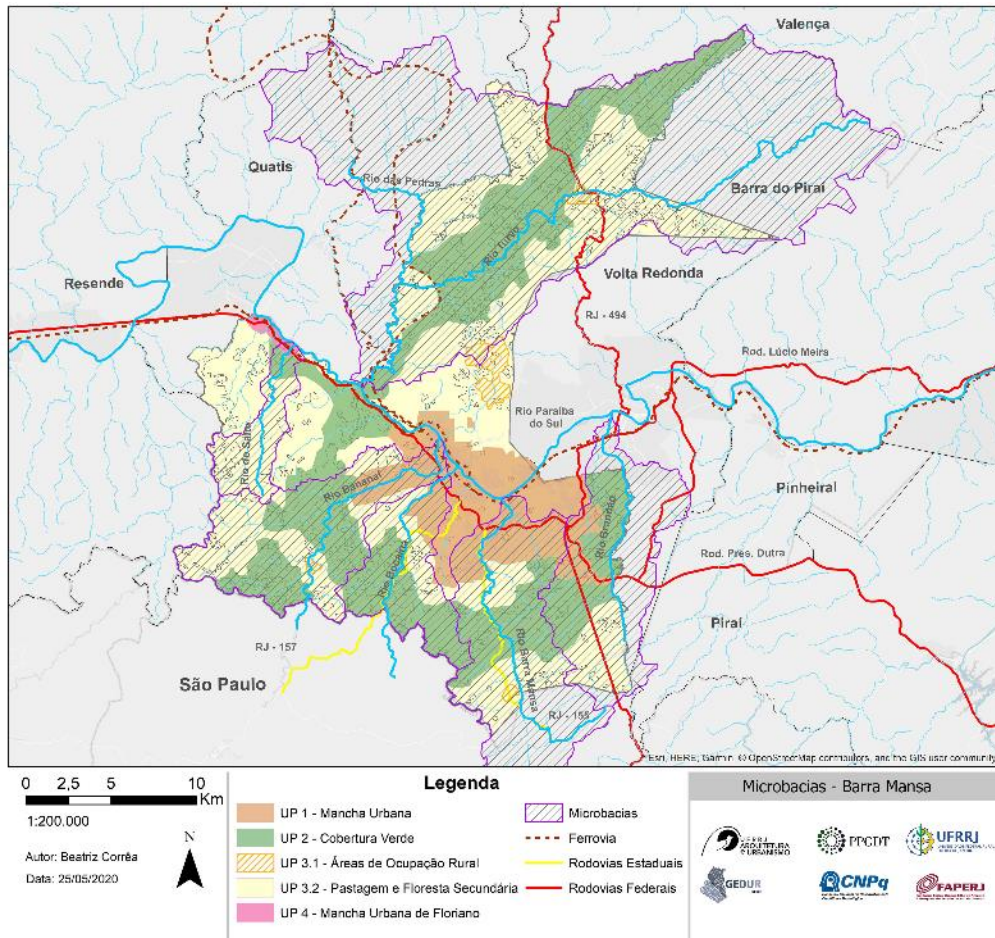 Valença
Quatis
Rio das Pedras
Barra do Piraí
Rio Turvo
Resende
Volta Redonda
RJ - 494
Rod. Lúcio Meira
Rio Paraíba
do Sul
Rio do Salto
Rio Bananal
Pinheiral
Rio Brandão
Rod. Pres. Dutra
Rio Bocaina
Piraí
RJ - 157
Rio Barra Mansa
São Paulo
RJ - 155
Esri, HERE, Garmin, © OpenStreetMap contributors, and the GIS user community
0 2,5 5 10
Km
1:200.000
N
Autor: Beatriz Corrêa
Data: 25/05/2020
Legenda
UP 1 - Mancha Urbana
UP 2 - Cobertura Verde
UP 3.1 - Áreas de Ocupação Rural
UP 3.2 - Pastagem e Floresta Secundária
UP 4 - Mancha Urbana de Floriano
Microbacias
Ferrovia
Rodovias Estaduais
Rodovias Federais
Microbacias - Barra Mansa
UFRRJ
ARQUITETURA
E URBANISMO
PPGDT
UFRRJ
GEDUR
CNPq
FAPERJ